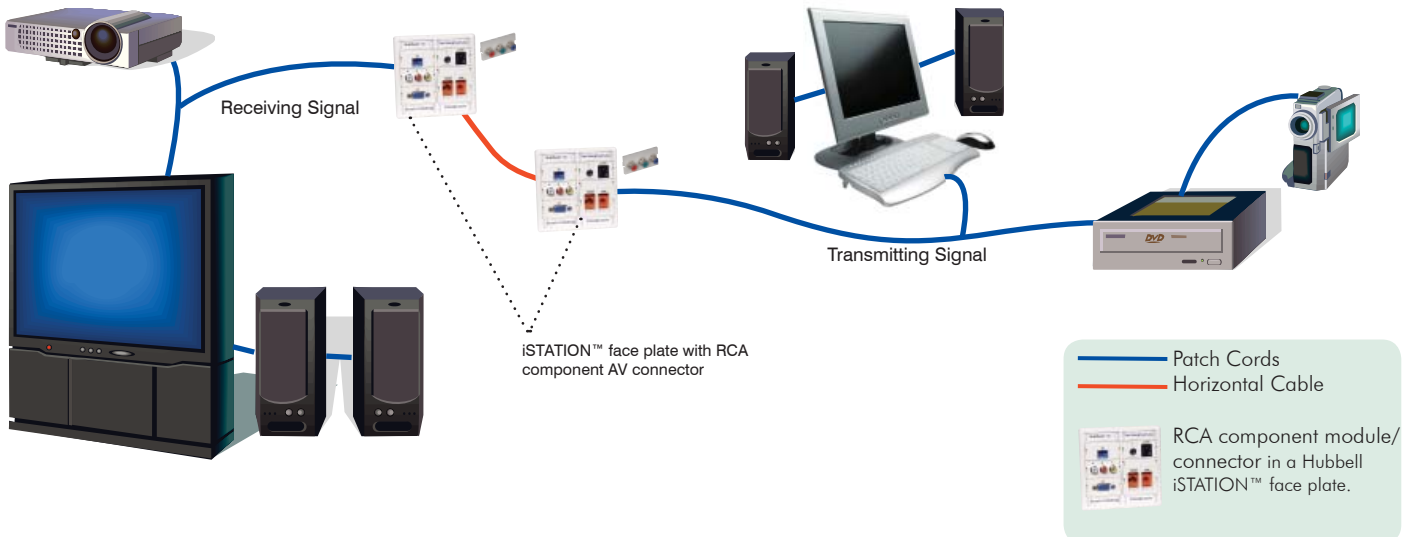 Receiving Signal
Transmitting Signal
DVD
iSTATION™ face plate with RCA
component AV connector
Patch Cords
Horizontal Cable
RCA component module/
connector in a Hubbell
iSTATION™ face plate.